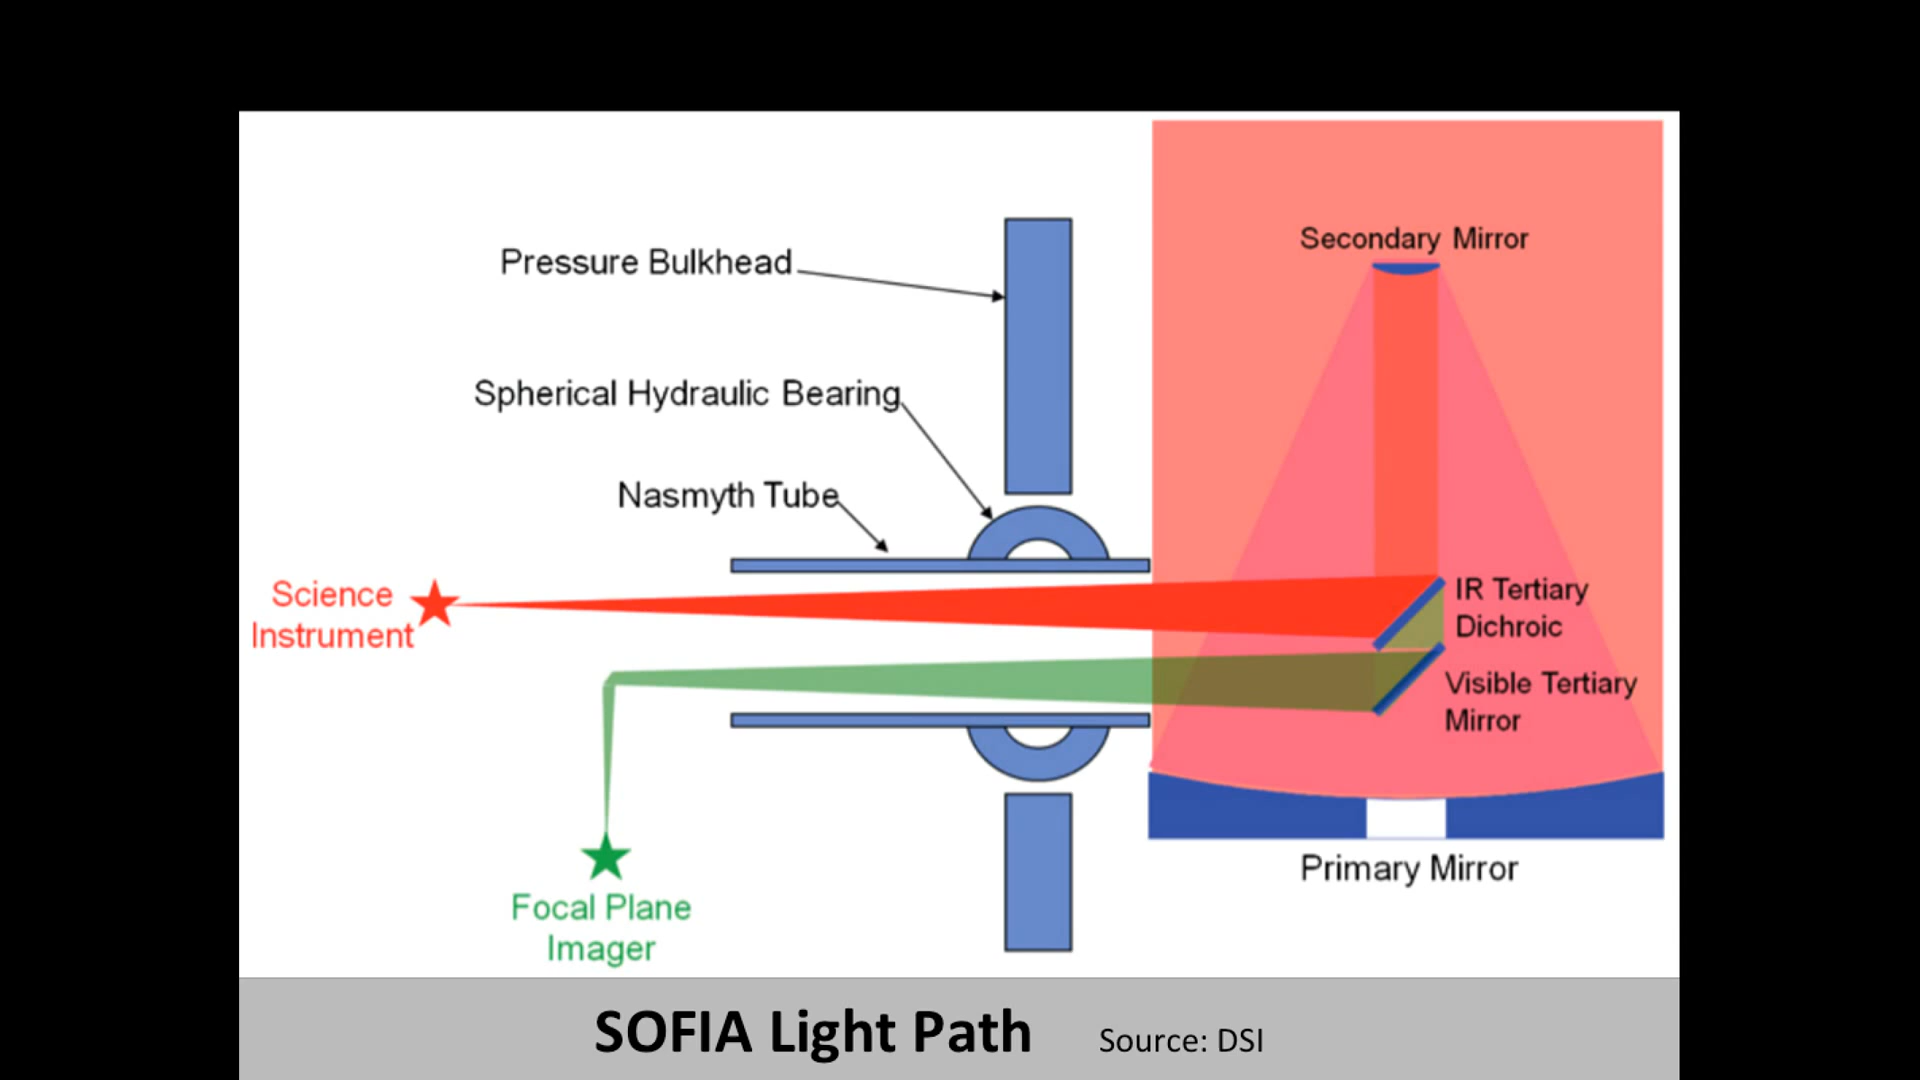 Secondary Mirror
Pressure Bulkhead
Spherical Hydraulic Bearing
Nasmyth Tube
Science
Instrument
IR Tertiary
Dichroic
Visible Tertiary
Mirror
Primary Mirror
Focal Plane
Imager
SOFIA Light Path Source: DSI